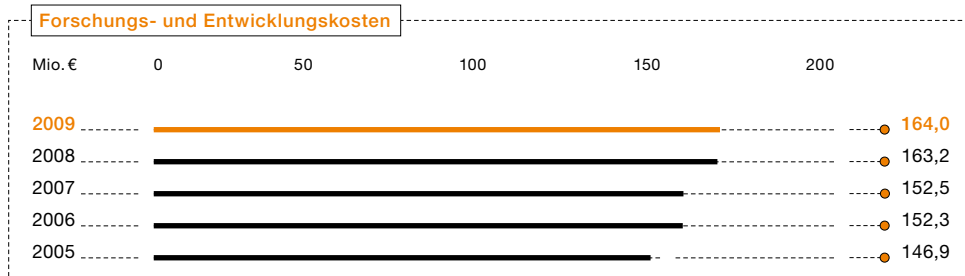 Forschungs- und Entwicklungskosten
Mio. € 0 50 100 150 200
2009 164,0
2008 163,2
2007 152,5
2006 152,3
2005 146,9